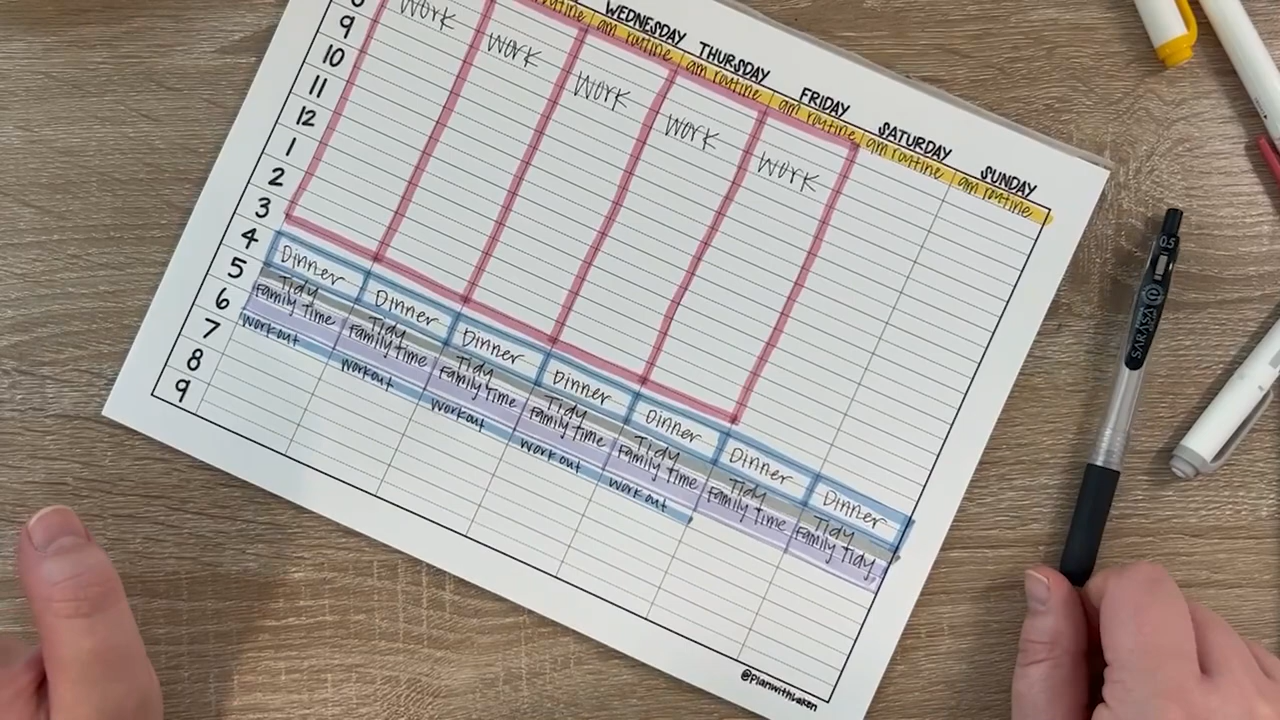 WEDNESDAY THURSDAY FRIDAY SATURDAY SUNDAY
routine am routine am routine am routine am routine am routine
9 10 11 12 1 2 3 4 5 6 7 8 9
Work Work Work Work Work
Dinner Dinner Dinner Dinner Dinner Dinner Dinner
Tidy Tidy Tidy Tidy Tidy Tidy Tidy
Family Time Family Time Family Time Family Time Family Time Family Time Family Tidy
Workout Workout Workout Workout Workout
@planwithlaken
0.5
SARASA